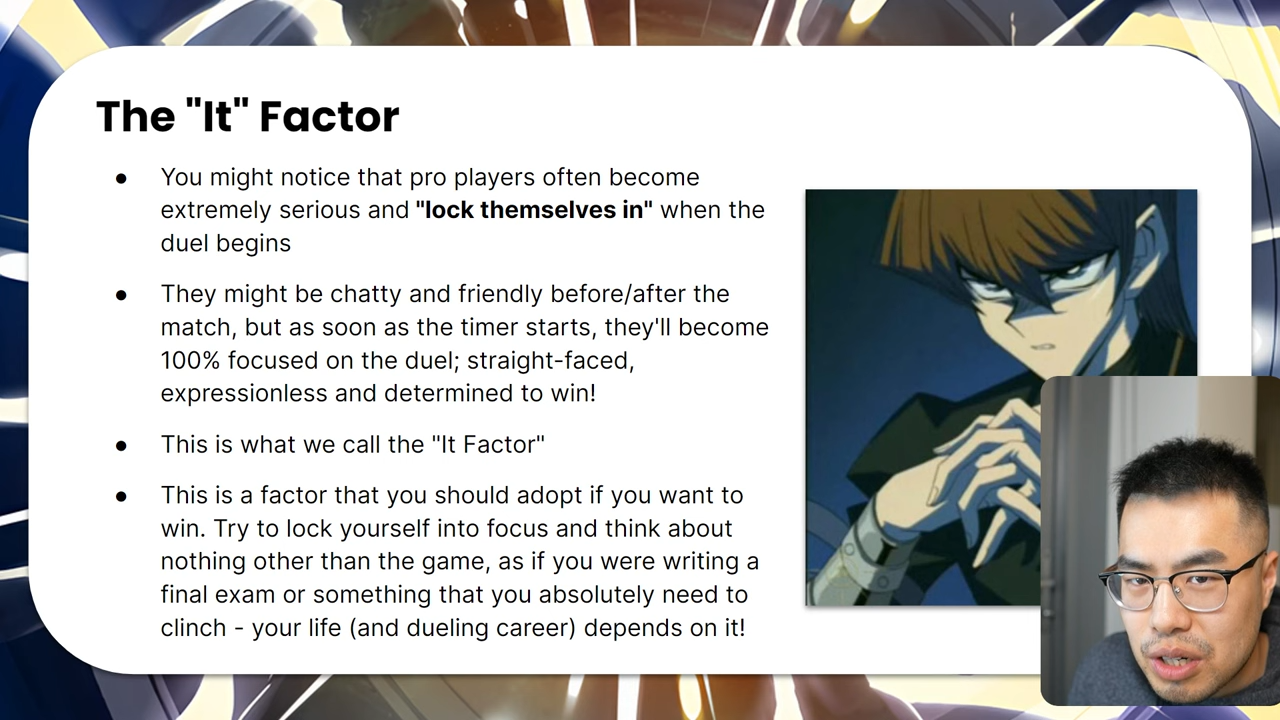 The "It" Factor
● You might notice that pro players often become
extremely serious and "lock themselves in" when the
duel begins
● They might be chatty and friendly before/after the
match, but as soon as the timer starts, they'll become
100% focused on the duel; straight-faced,
expressionless and determined to win!
● This is what we call the "It Factor"
● This is a factor that you should adopt if you want to
win. Try to lock yourself into focus and think about
nothing other than the game, as if you were writing a
final exam or something that you absolutely need to
clinch - your life (and dueling career) depends on it!